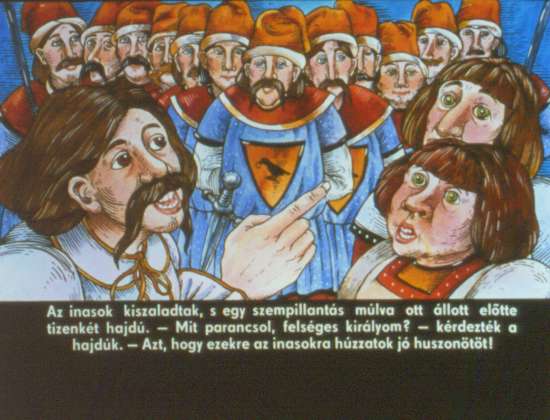 Az inasok kiszaladtak, s egy szempillantás múlva ott állott előtte
tizenkét hajdú. — Mit parancsol, felséges királyom? — kérdezték a
hajdúk. — Azt, hogy ezekre az inasokra húzzatok jó huszonötöt!